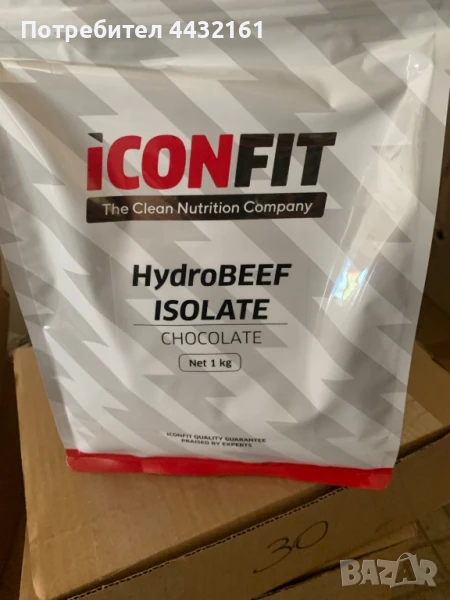 Потребител 4432161
iCONFIT
The Clean Nutrition Company
HydroBEEF
ISOLATE
CHOCOLATE
Net 1 kg
ICONFIT QUALITY GUARANTEE
PRAISED BY EXPERTS
30
BAZAR